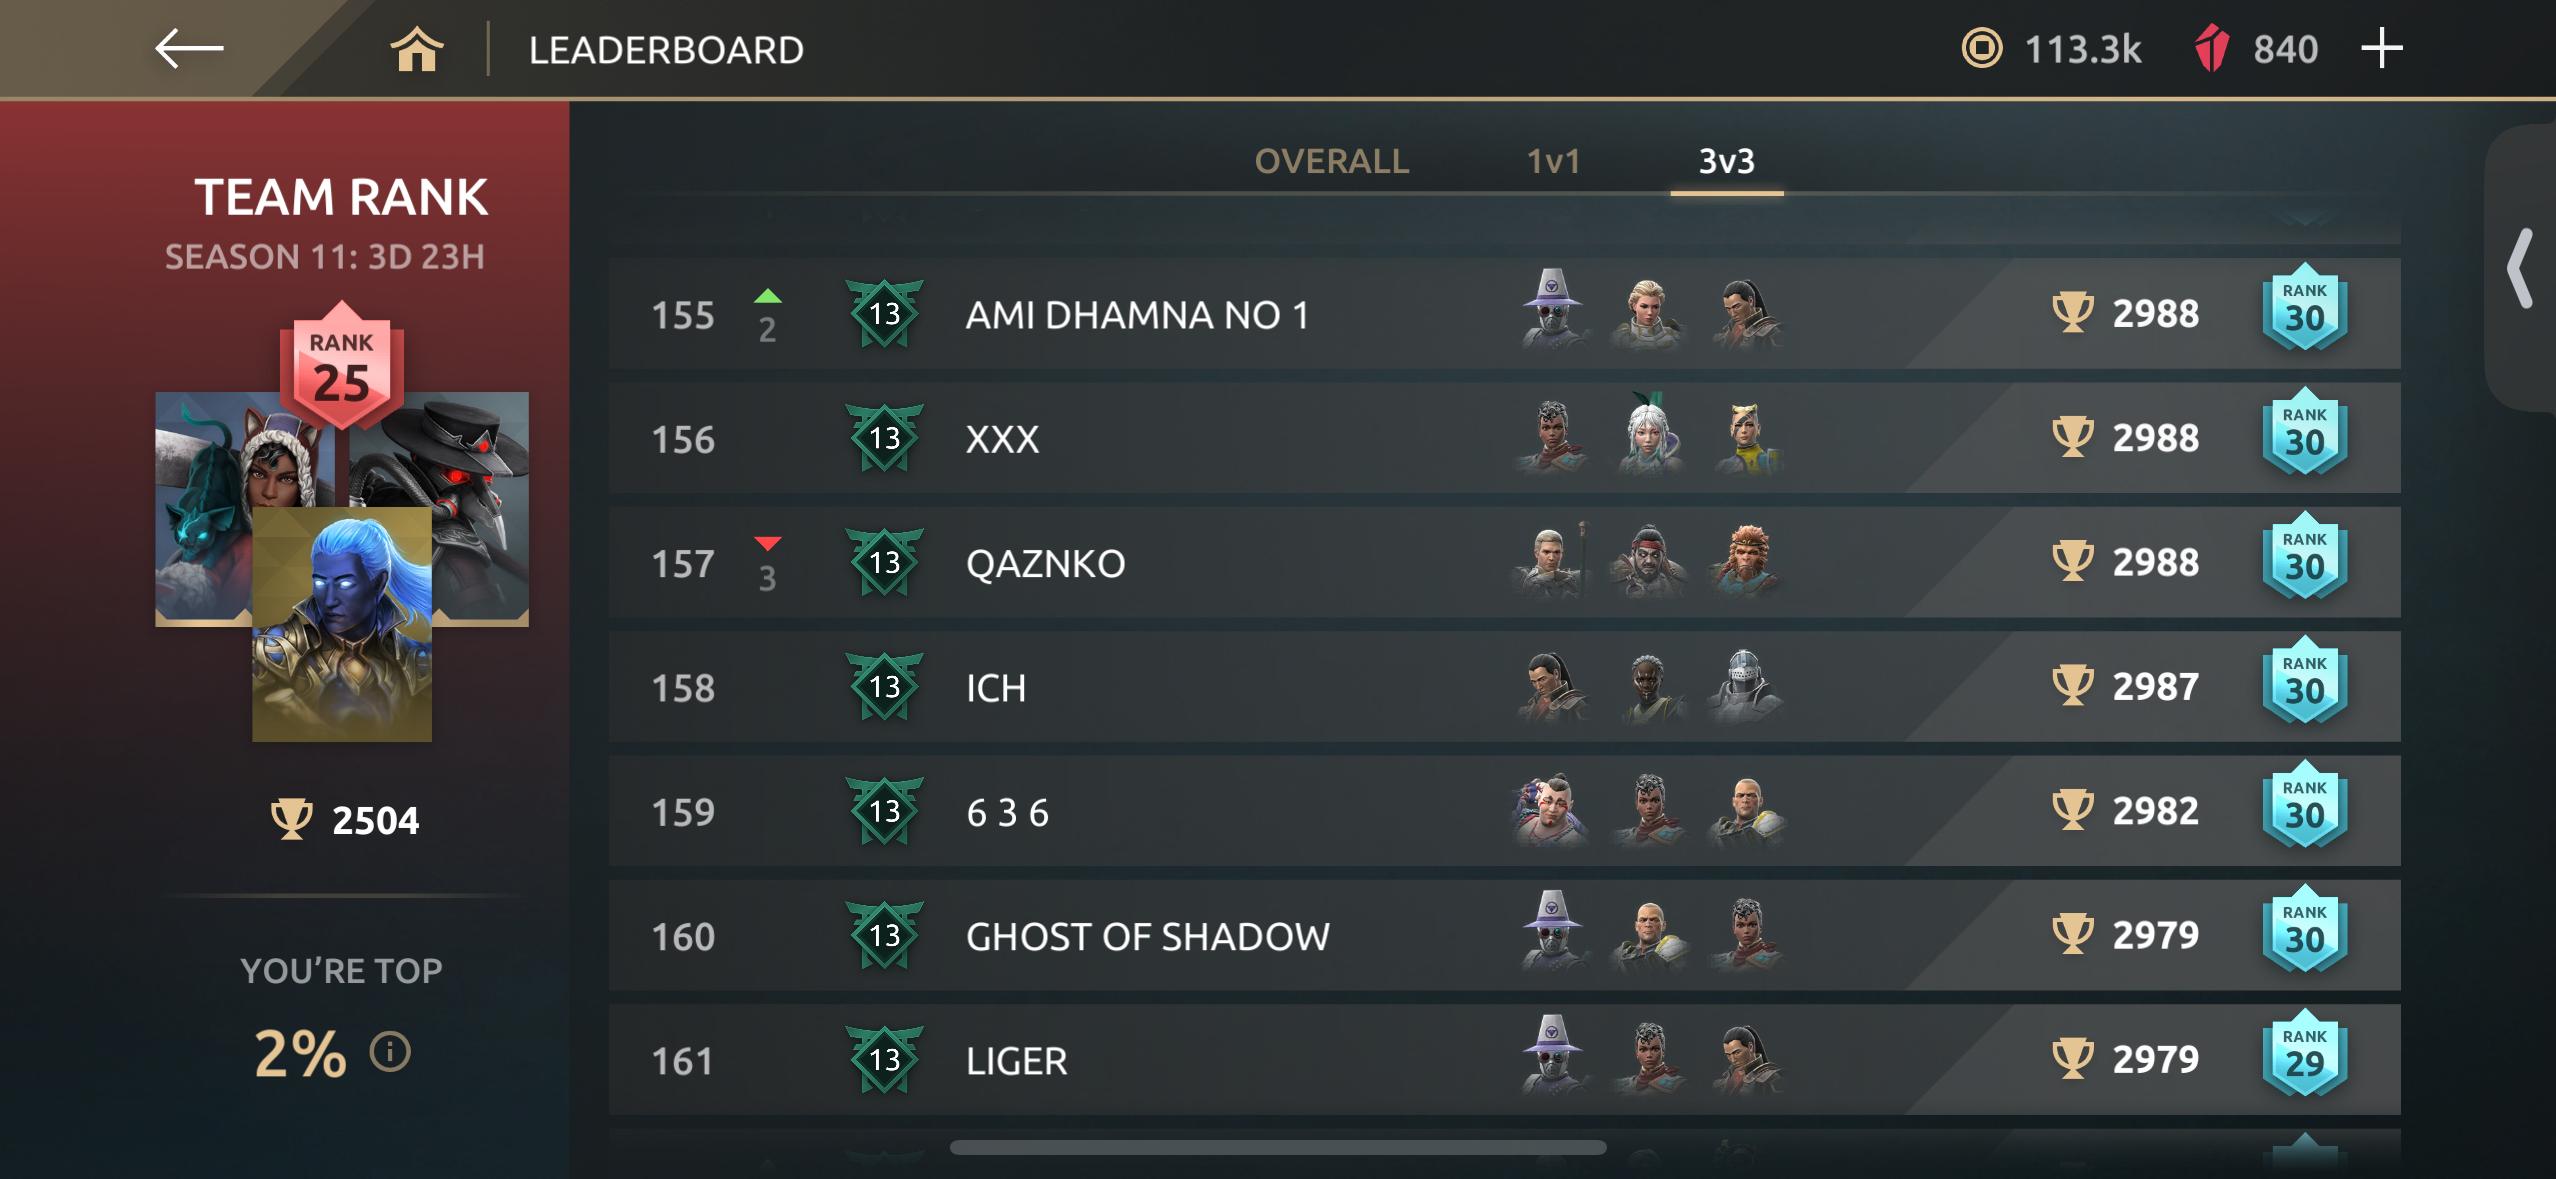 LEADERBOARD
113.3k
840
TEAM RANK
SEASON 11: 3D 23H
RANK
25
2504
YOU'RE TOP
2%
OVERALL 1v1 3v3
155 2 13 AMI DHAMNA NO 1 2988 RANK 30
156 13 XXX 2988 RANK 30
157 3 13 QAZNKO 2988 RANK 30
158 13 ICH 2987 RANK 30
159 13 6 3 6 2982 RANK 30
160 13 GHOST OF SHADOW 2979 RANK 30
161 13 LIGER 2979 RANK 29